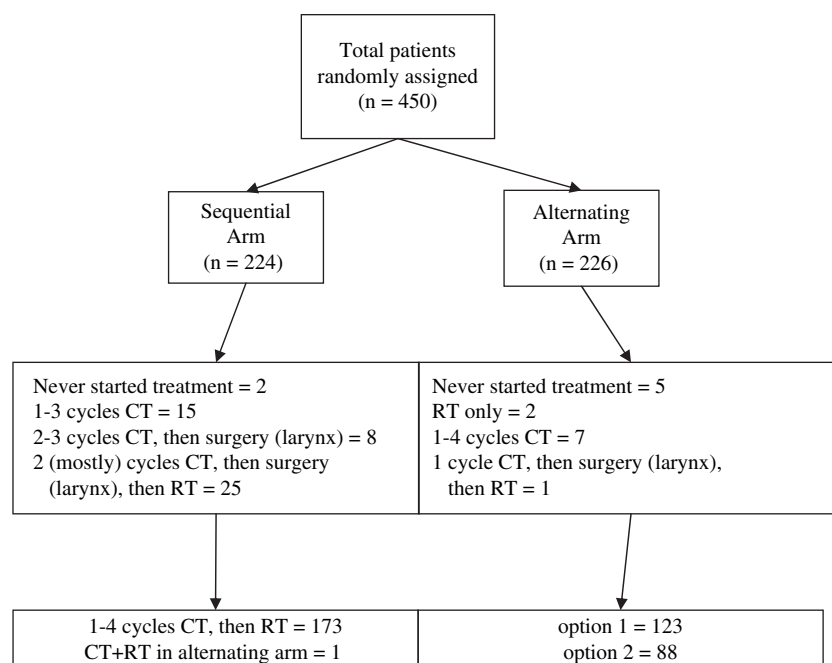 Total patients
randomly assigned
(n = 450)
Sequential
Arm
(n = 224)
Alternating
Arm
(n = 226)
Never started treatment = 2
1-3 cycles CT = 15
2-3 cycles CT, then surgery (larynx) = 8
2 (mostly) cycles CT, then surgery
(larynx), then RT = 25
Never started treatment = 5
RT only = 2
1-4 cycles CT = 7
1 cycle CT, then surgery (larynx),
then RT = 1
1-4 cycles CT, then RT = 173
CT+RT in alternating arm = 1
option 1 = 123
option 2 = 88